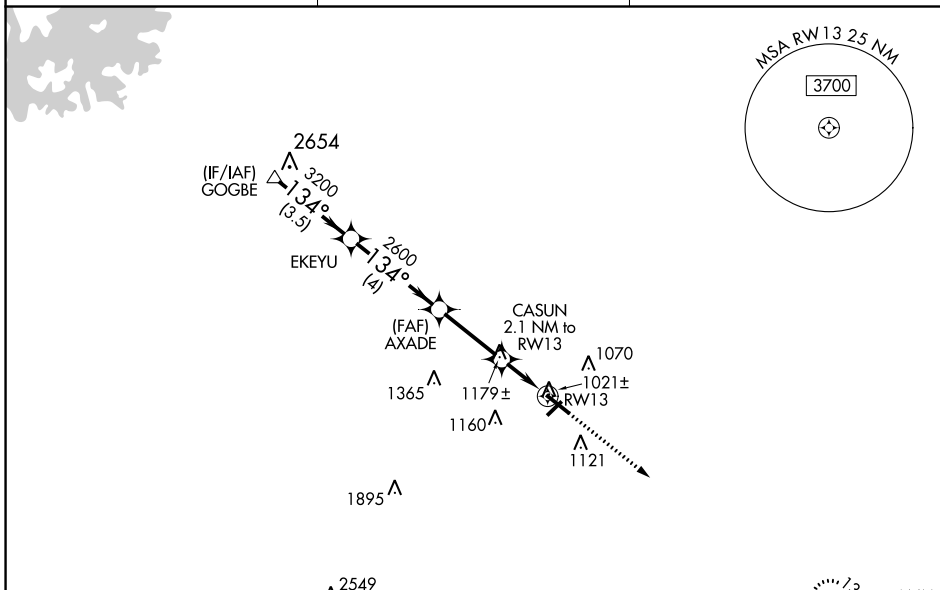 MSA RW13 25 NM
3700
2654
(IF/IAF)
GOGBE
3200
134°
(3.5)
EKEYU
2600
134°
(4)
(FAF)
AXADE
CASUN
2.1 NM to
RW13
1070
1021±
RW13
1179±
1365
1160
1121
1895
2549